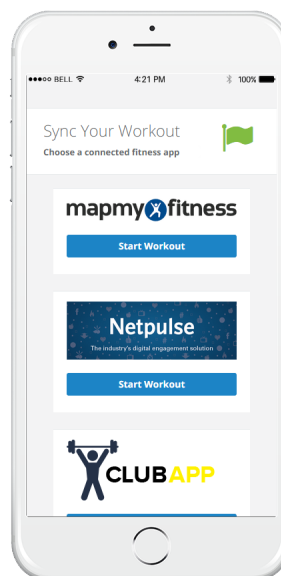 ●●●○○ BELL 4:21 PM 100%
Sync Your Workout
Choose a connected fitness app
mapmyfitness
Start Workout
Netpulse
The industry's digital engagement solution
Start Workout
CLUBAPP